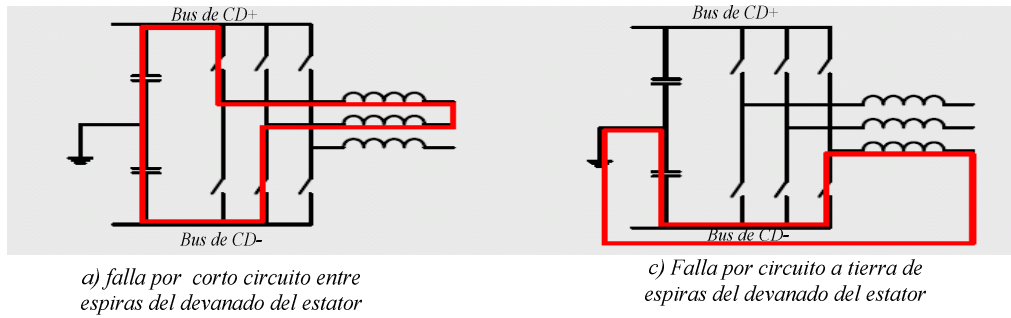 Bus de CD+
Bus de CD-
a) falla por corto circuito entre
espiras del devanado del estator
Bus de CD+
Bus de CD-
c) Falla por circuito a tierra de
espiras del devanado del estator